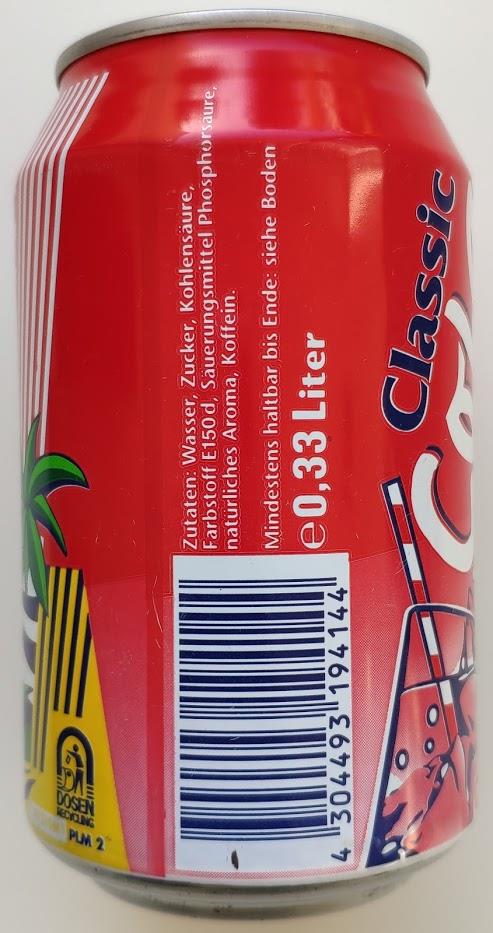 Zutaten: Wasser, Zucker, Kohlensäure,
Farbstoff E150d, Säuerungsmittel Phosphorsäure,
natürliches Aroma, Koffein.
Mindestens haltbar bis Ende: siehe Boden
e 0,33 Liter
Classic
4 304493 194144
DOSEN
RECYCLING
PLM 2